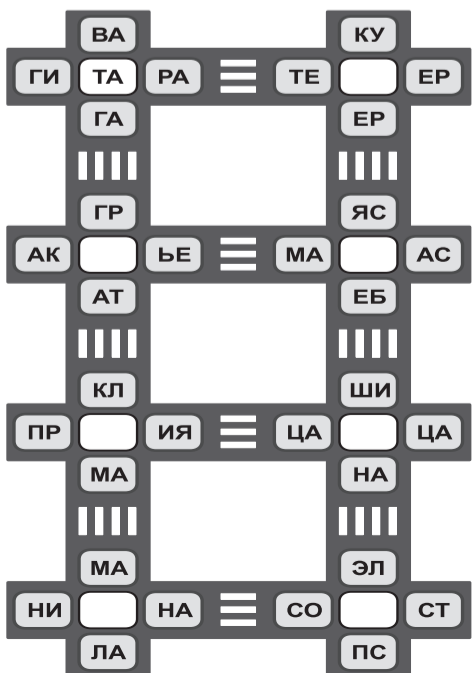 ВА КУ
ГИ ТА РА ТЕ ЕР
ГА ЕР
ГР ЯС
АК ЬЕ МА АС
АТ ЕБ
КЛ ШИ
ПР ИЯ ЦА ЦА
МА НА
МА ЭЛ
НИ НА СО СТ
ЛА ПС